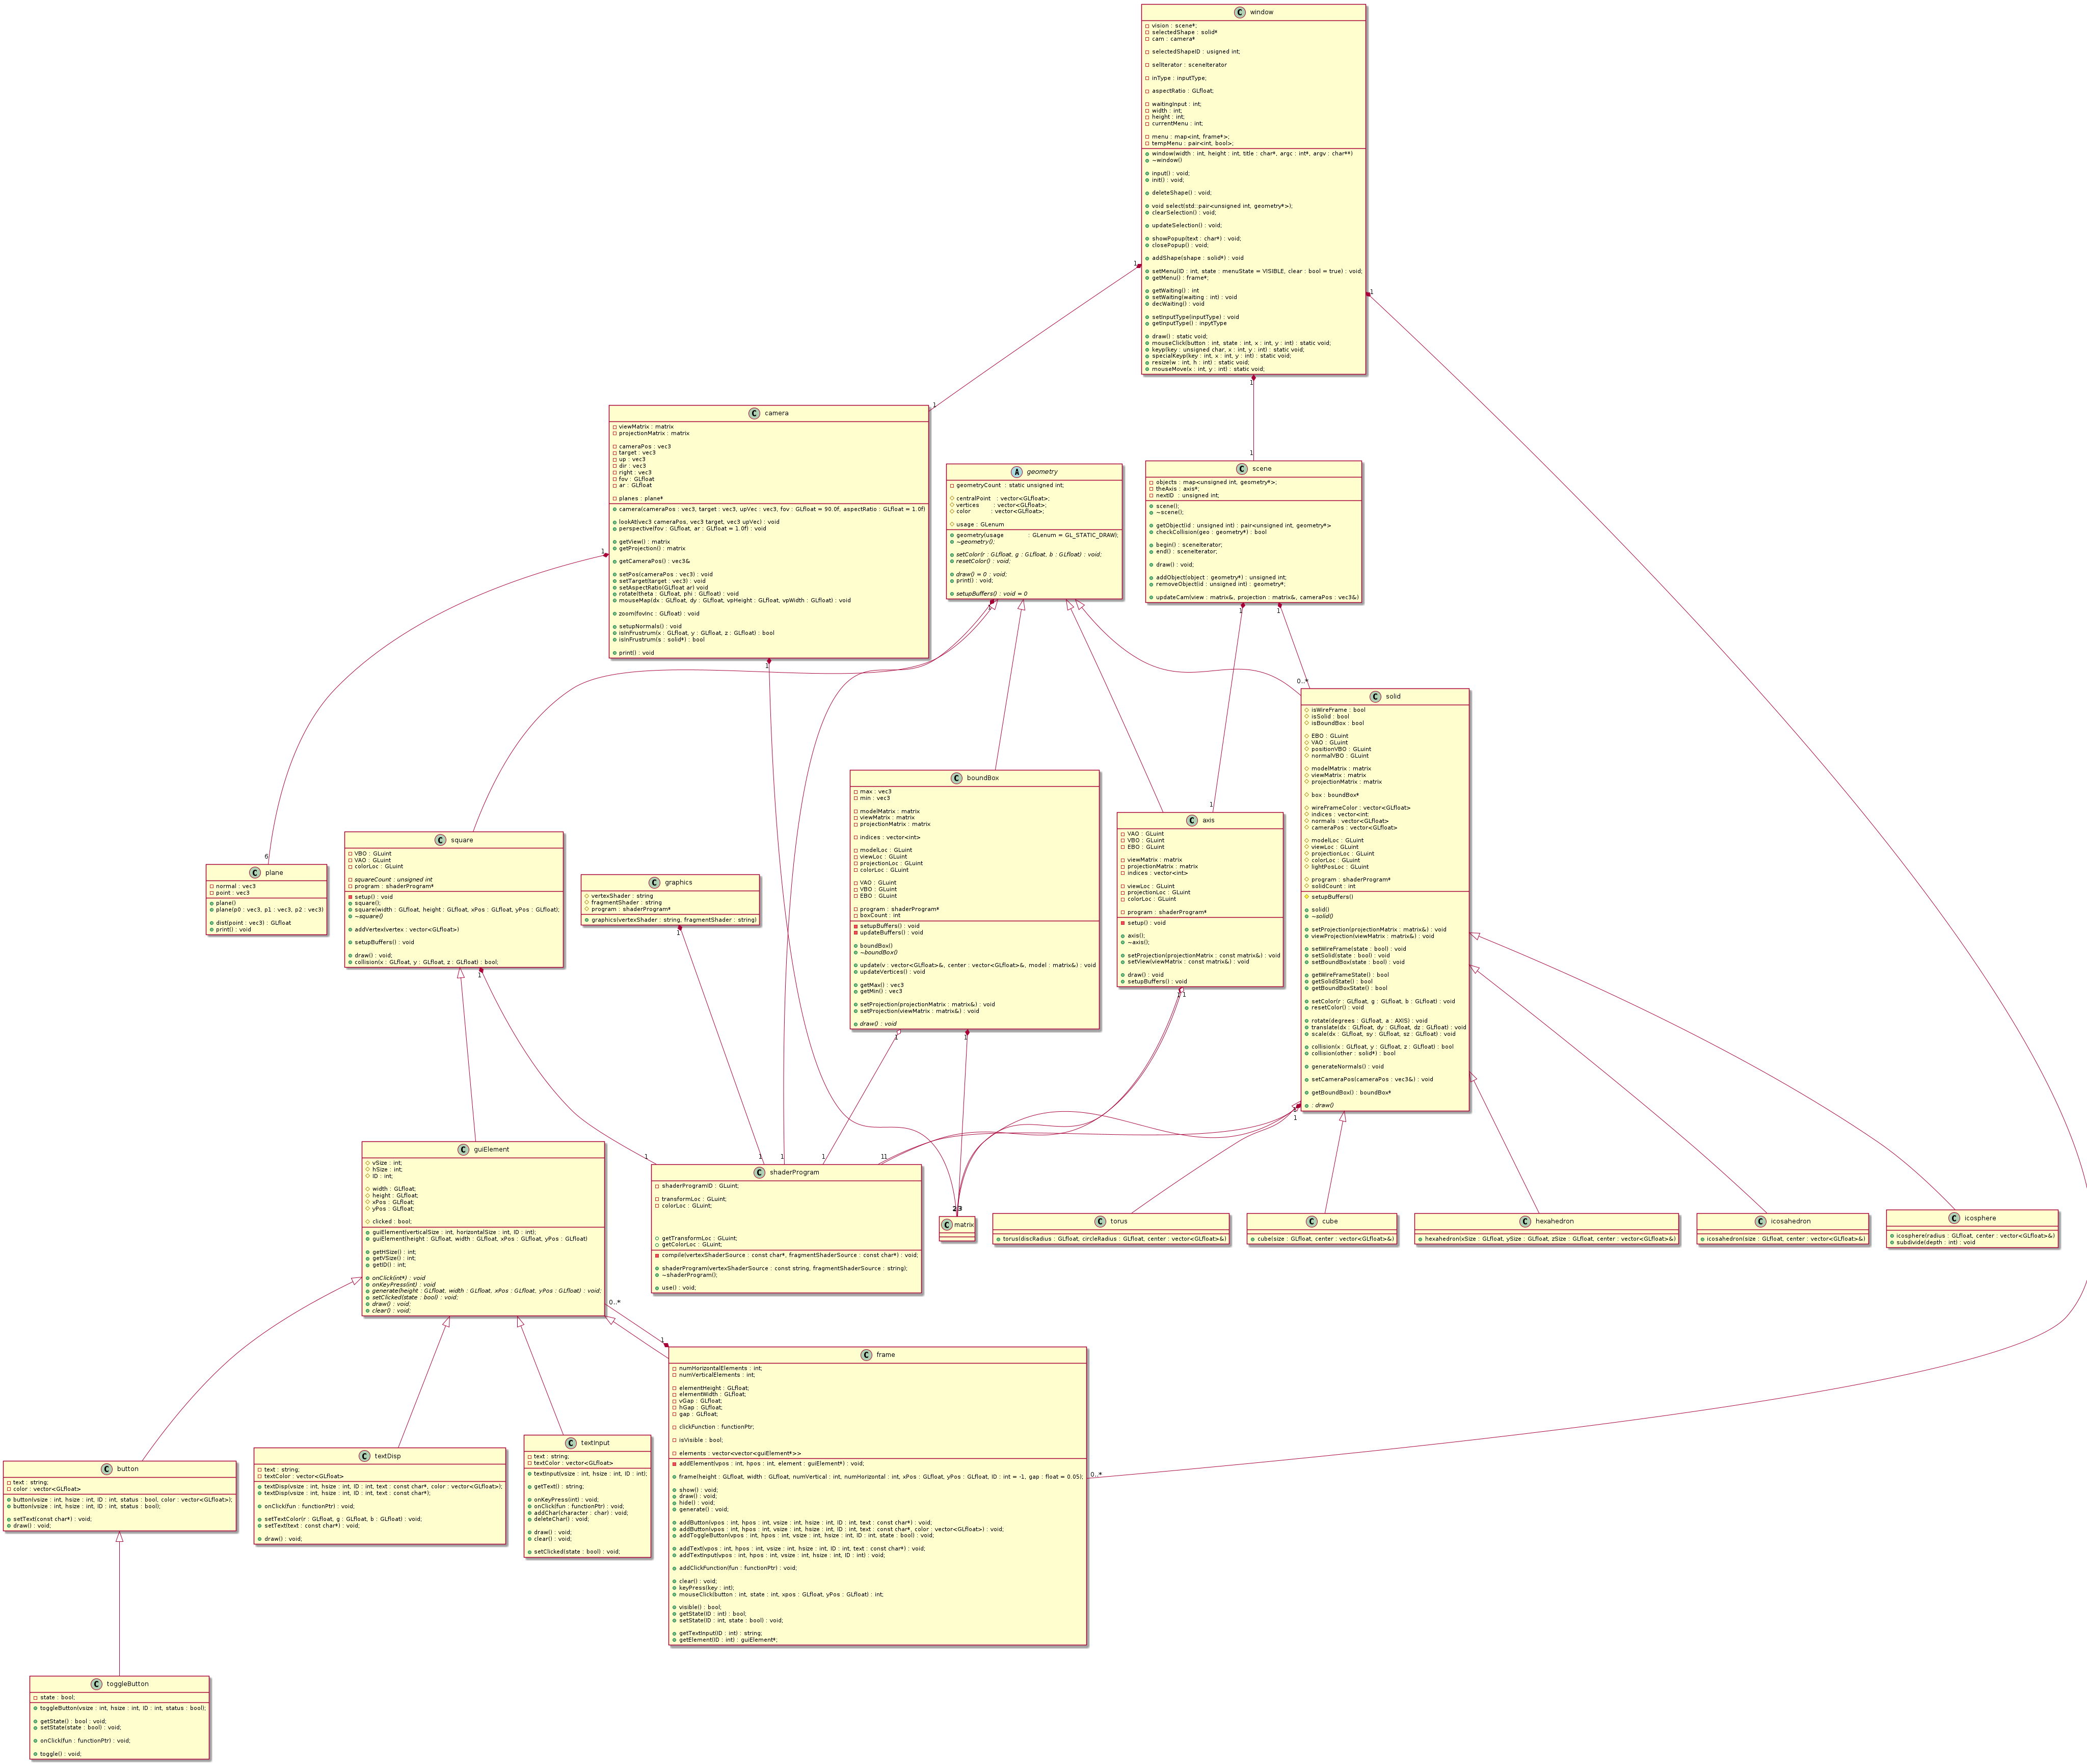 window
vision : scene*;
selectedShape : solid*
cam : camera*
selectedShapeID : usigned int;
selIterator : sceneIterator
inType : inputType;
aspectRatio : GLfloat;
waitingInput : int;
width : int;
height : int;
currentMenu : int;
menu : map<int, frame*>;
tempMenu : pair<int, bool>;
window(width : int, height : int, title : char*, argc : int*, argv : char**)
~window()
input() : void;
init() : void;
deleteShape() : void;
void select(std::pair<unsigned int, geometry*>);
clearSelection() : void;
updateSelection() : void;
showPopup(text : char*) : void;
closePopup() : void;
addShape(shape : solid*) : void
setMenu(ID : int, state : menuState = VISIBLE, clear : bool = true) : void;
getMenu() : frame*;
getWaiting() : int
setWaiting(waiting : int) : void
decWaiting() : void
setInputType(inputType) : void
getInputType() : inpytType
draw() : static void;
mouseClick(button : int, state : int, x : int, y : int) : static void;
keyp(key : unsigned char, x : int, y : int) : static void;
specialKeyp(key : int, x : int, y : int) : static void;
resize(w : int, h : int) : static void;
mouseMove(x : int, y : int) : static void;
1
1
1
1
1
camera
viewMatrix : matrix
projectionMatrix : matrix
cameraPos : vec3
target : vec3
up : vec3
dir : vec3
right : vec3
fov : GLfloat
ar : GLfloat
planes : plane*
camera(cameraPos : vec3, target : vec3, upVec : vec3, fov : GLfloat = 90.0f, aspectRatio : GLfloat = 1.0f)
lookAt(vec3 cameraPos, vec3 target, vec3 upVec) : void
perspective(fov : GLfloat, ar : GLfloat = 1.0f) : void
getView() : matrix
getProjection() : matrix
getCameraPos() : vec3&
setPos(cameraPos : vec3) : void
setTarget(target : vec3) : void
setAspectRatio(GLfloat ar) void
rotate(theta : GLfloat, phi : GLfloat) : void
mouseMap(dx : GLfloat, dy : GLfloat, vpHeight : GLfloat, vpWidth : GLfloat) : void
zoom(fovInc : GLfloat) : void
setupNormals() : void
isInFrustrum(x : GLfloat, y : GLfloat, z : GLfloat) : bool
isInFrustrum(s : solid*) : bool
print() : void
1
1
geometry
geometryCount : static unsigned int;
centralPoint : vector<GLfloat>;
vertices : vector<GLfloat>;
color : vector<GLfloat>;
usage : GLenum
geometry(usage : GLenum = GL_STATIC_DRAW);
~geometry();
setColor(r : GLfloat, g : GLfloat, b : GLfloat) : void;
resetColor() : void;
draw() = 0 : void;
print() : void;
setupBuffers() : void = 0
scene
objects : map<unsigned int, geometry*>;
theAxis : axis*;
nextID : unsigned int;
scene();
~scene();
getObject(id : unsigned int) : pair<unsigned int, geometry*>
checkCollision(geo : geometry*) : bool
begin() : sceneIterator;
end() : sceneIterator;
draw() : void;
addObject(object : geometry*) : unsigned int;
removeObject(id : unsigned int) : geometry*;
updateCam(view : matrix&, projection : matrix&, cameraPos : vec3&)
1
1
0..*
1
6
solid
isWireFrame : bool
isSolid : bool
isBoundBox : bool
EBO : GLuint
VAO : GLuint
positionVBO : GLuint
normalVBO : GLuint
modelMatrix : matrix
viewMatrix : matrix
projectionMatrix : matrix
box : boundBox*
wireFrameColor : vector<GLfloat>
indices : vector<int:
normals : vector<GLfloat>
cameraPos : vector<GLfloat>
modelLoc : GLuint
viewLoc : GLuint
projectionLoc : GLuint
colorLoc : GLuint
lightPosLoc : GLuint
program : shaderProgram*
solidCount : int
setupBuffers()
solid()
~solid()
setProjection(projectionMatrix : matrix&) : void
viewProjection(viewMatrix : matrix&) : void
setWireFrame(state : bool) : void
setSolid(state : bool) : void
setBoundBox(state : bool) : void
getWireFrameState() : bool
getSolidState() : bool
getBoundBoxState() : bool
setColor(r : GLfloat, g : GLfloat, b : GLfloat) : void
resetColor() : void
rotate(degrees : GLfloat, a : AXIS) : void
translate(dx : GLfloat, dy : GLfloat, dz : GLfloat) : void
scale(dx : GLfloat, sy : GLfloat, sz : GLfloat) : void
collision(x : GLfloat, y : GLfloat, z : GLfloat) : bool
collision(other : solid*) : bool
generateNormals() : void
setCameraPos(cameraPos : vec3&) : void
getBoundBox() : boundBox*
: draw()
boundBox
max : vec3
min : vec3
modelMatrix : matrix
viewMatrix : matrix
projectionMatrix : matrix
indices : vector<int>
modelLoc : GLuint
viewLoc : GLuint
projectionLoc : GLuint
colorLoc : GLuint
VAO : GLuint
VBO : GLuint
EBO : GLuint
program : shaderProgram*
boxCount : int
setupBuffers() : void
updateBuffers() : void
boundBox()
~boundBox()
update(v : vector<GLfloat>&, center : vector<GLfloat>&, model : matrix&) : void
updateVertices() : void
getMax() : vec3
getMin() : vec3
setProjection(projectionMatrix : matrix&) : void
setProjection(viewMatrix : matrix&) : void
draw() : void
1
1
axis
VAO : GLuint
VBO : GLuint
EBO : GLuint
viewMatrix : matrix
projectionMatrix : matrix
indices : vector<int>
viewLoc : GLuint
projectionLoc : GLuint
colorLoc : GLuint
program : shaderProgram*
setup() : void
axis();
~axis();
setProjection(projectionMatrix : const matrix&) : void
setView(viewMatrix : const matrix&) : void
draw() : void
setupBuffers() : void
1
1
square
VBO : GLuint
VAO : GLuint
colorLoc : GLuint
squareCount : unsigned int
program : shaderProgram*
setup() : void
square();
square(width : GLfloat, height : GLfloat, xPos : GLfloat, yPos : GLfloat);
~square()
addVertex(vertex : vector<GLfloat>)
setupBuffers() : void
draw() : void;
collision(x : GLfloat, y : GLfloat, z : GLfloat) : bool;
1
plane
normal : vec3
point : vec3
plane()
plane(p0 : vec3, p1 : vec3, p2 : vec3)
dist(point : vec3) : GLfloat
print() : void
graphics
vertexShader : string
fragmentShader : string
program : shaderProgram*
graphics(vertexShader : string, fragmentShader : string)
1
1
guiElement
vSize : int;
hSize : int;
ID : int;
width : GLfloat;
height : GLfloat;
xPos : GLfloat;
yPos : GLfloat;
clicked : bool;
guiElement(verticalSize : int, horizontalSize : int, ID : int);
guiElement(height : GLfloat, width : GLfloat, xPos : GLfloat, yPos : GLfloat)
getHSize() : int;
getVSize() : int;
getID() : int;
onClick(int*) : void
onKeyPress(int) : void
generate(height : GLfloat, width : GLfloat, xPos : GLfloat, yPos : GLfloat) : void;
setClicked(state : bool) : void;
draw() : void;
clear() : void;
1
1
1
1
11
shaderProgram
shaderProgramID : GLuint;
transformLoc : GLuint;
colorLoc : GLuint;
getTransformLoc : GLuint;
getColorLoc : GLuint;
compile(vertexShaderSource : const char*, fragmentShaderSource : const char*) : void;
shaderProgram(vertexShaderSource : const string, fragmentShaderSource : string);
~shaderProgram();
use() : void;
matrix
torus
torus(discRadius : GLfloat, circleRadius : GLfloat, center : vector<GLfloat>&)
cube
cube(size : GLfloat, center : vector<GLfloat>&)
hexahedron
hexahedron(xSize : GLfloat, ySize : GLfloat, zSize : GLfloat, center : vector<GLfloat>&)
icosahedron
icosahedron(size : GLfloat, center : vector<GLfloat>&)
icosphere
icosphere(radius : GLfloat, center : vector<GLfloat>&)
subdivide(depth : int) : void
0..*
1
frame
numHorizontalElements : int;
numVerticalElements : int;
elementHeight : GLfloat;
elementWidth : GLfloat;
vGap : GLfloat;
hGap : GLfloat;
gap : GLfloat;
clickFunction : functionPtr;
isVisible : bool;
elements : vector<vector<guiElement*>>
addElement(vpos : int, hpos : int, element : guiElement*) : void;
frame(height : GLfloat, width : GLfloat, numVertical : int, numHorizontal : int, xPos : GLfloat, yPos : GLfloat, ID : int = -1, gap : float = 0.05);
show() : void;
draw() : void;
hide() : void;
generate() : void;
addButton(vpos : int, hpos : int, vsize : int, hsize : int, ID : int, text : const char*) : void;
addButton(vpos : int, hpos : int, vsize : int, hsize : int, ID : int, text : const char*, color : vector<GLfloat>) : void;
addToggleButton(vpos : int, hpos : int, vsize : int, hsize : int, ID : int, state : bool) : void;
addText(vpos : int, hpos : int, vsize : int, hsize : int, ID : int, text : const char*) : void;
addTextInput(vpos : int, hpos : int, vsize : int, hsize : int, ID : int) : void;
addClickFunction(fun : functionPtr) : void;
clear() : void;
keyPress(key : int);
mouseClick(button : int, state : int, xpos : GLfloat, yPos : GLfloat) : int;
visible() : bool;
getState(ID : int) : bool;
setState(ID : int, state : bool) : void;
getTextInput(ID : int) : string;
getElement(ID : int) : guiElement*;
0..*
button
text : string;
color : vector<GLfloat>
button(vsize : int, hsize : int, ID : int, status : bool, color : vector<GLfloat>);
button(vsize : int, hsize : int, ID : int, status : bool);
setText(const char*) : void;
draw() : void;
textDisp
text : string;
textColor : vector<GLfloat>
textDisp(vsize : int, hsize : int, ID : int, text : const char*, color : vector<GLfloat>);
textDisp(vsize : int, hsize : int, ID : int, text : const char*);
onClick(fun : functionPtr) : void;
setTextColor(r : GLfloat, g : GLfloat, b : GLfloat) : void;
setText(text : const char*) : void;
draw() : void;
textInput
text : string;
textColor : vector<GLfloat>
textInput(vsize : int, hsize : int, ID : int);
getText() : string;
onKeyPress(int) : void;
onClick(fun : functionPtr) : void;
addChar(character : char) : void;
deleteChar() : void;
draw() : void;
clear() : void;
setClicked(state : bool) : void;
toggleButton
state : bool;
toggleButton(vsize : int, hsize : int, ID : int, status : bool);
getState() : bool : void;
setState(state : bool) : void;
onClick(fun : functionPtr) : void;
toggle() : void;